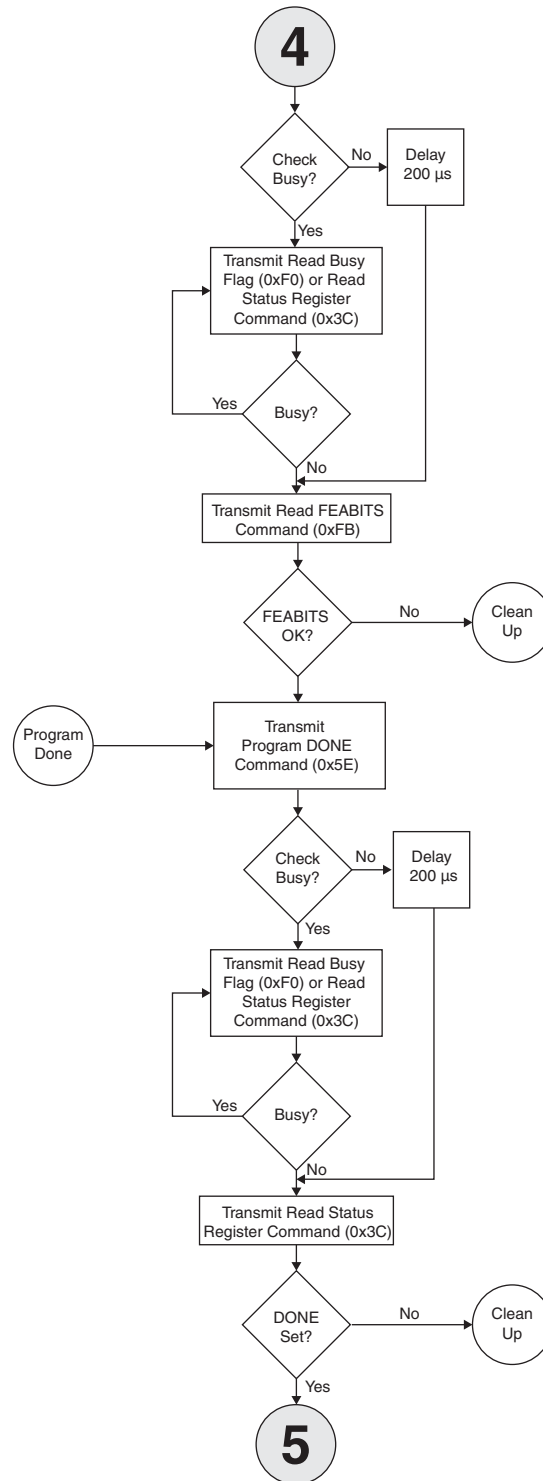 4
Check
Busy?
No
Delay
200 µs
Yes
Transmit Read Busy
Flag (0xF0) or Read
Status Register
Command (0x3C)
Yes
Busy?
No
Transmit Read FEABITS
Command (0xFB)
FEABITS
OK?
No
Clean
Up
Program
Done
Transmit
Program DONE
Command (0x5E)
Check
Busy?
No
Delay
200 µs
Yes
Transmit Read Busy
Flag (0xF0) or Read
Status Register
Command (0x3C)
Yes
Busy?
No
Transmit Read Status
Register Command (0x3C)
DONE
Set?
No
Clean
Up
Yes
5